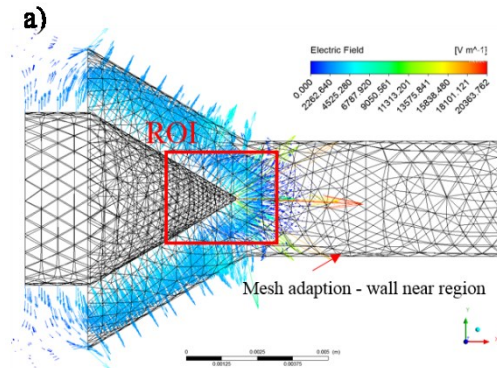 a)
Electric Field
[V m^-1]
0.000
2262.640
4525.280
6787.920
9050.561
11313.201
13575.841
15838.480
18101.121
20363.762
ROI
Mesh adaption - wall near region
0
0.0025
0.005 (m)
0.00125
0.00375
Y
X